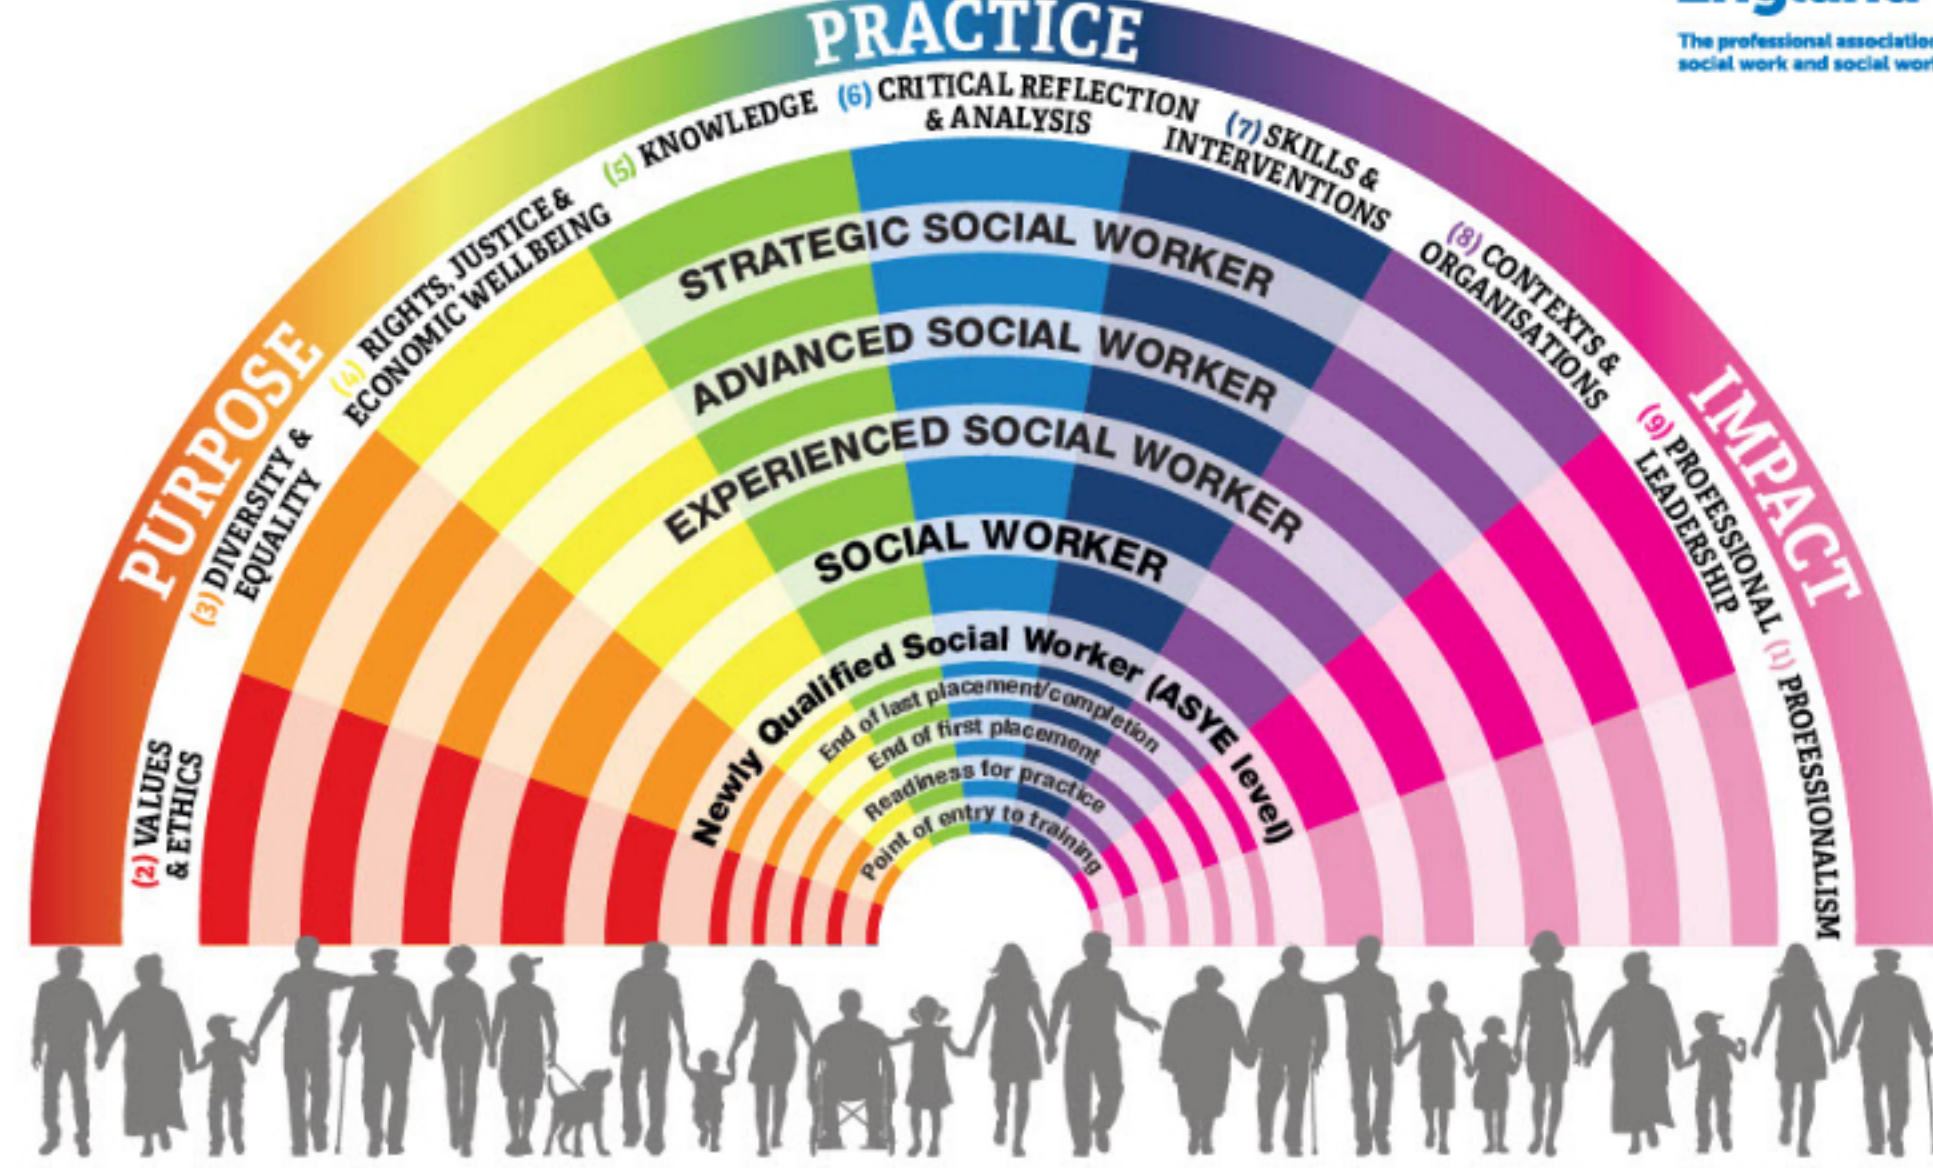 England
The professional association
social work and social
PRACTICE
PURPOSE
IMPACT
(2) VALUES
& ETHICS
(3) DIVERSITY &
EQUALITY
(4) RIGHTS, JUSTICE &
ECONOMIC WELLBEING
(5) KNOWLEDGE
(6) CRITICAL REFLECTION
& ANALYSIS
(7) SKILLS &
INTERVENTIONS
(8) CONTEXTS &
ORGANISATIONS
(9) PROFESSIONAL
LEADERSHIP
(1) PROFESSIONALISM
STRATEGIC SOCIAL WORKER
ADVANCED SOCIAL WORKER
EXPERIENCED SOCIAL WORKER
SOCIAL WORKER
Newly Qualified Social Worker (ASYE level)
End of last placement/completion
End of first placement
Readiness for practice
Point of entry to training